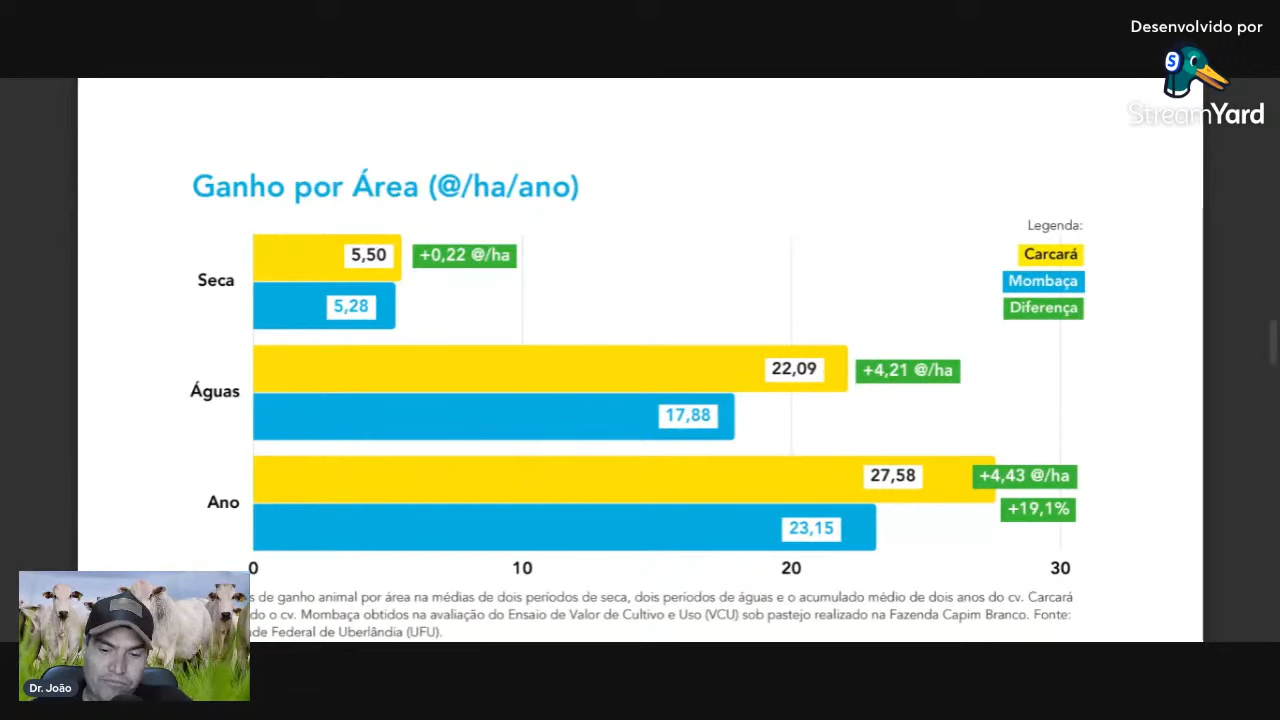 Desenvolvido por
StreamYard
Ganho por Área (@/ha/ano)
Legenda:
Carcará
Mombaça
Diferença
Seca
5,50
+0,22 @/ha
5,28
Águas
22,09
+4,21 @/ha
17,88
Ano
27,58
+4,43 @/ha
+19,1%
23,15
0 10 20 30
de ganho animal por área na médias de dois períodos de seca, dois períodos de águas e o acumulado médio de dois anos do cv. Carcará
o cv. Mombaça obtidos na avaliação do Ensaio de Valor de Cultivo e Uso (VCU) sob pastejo realizado na Fazenda Capim Branco. Fonte:
Federal de Uberlândia (UFU).
Dr. João